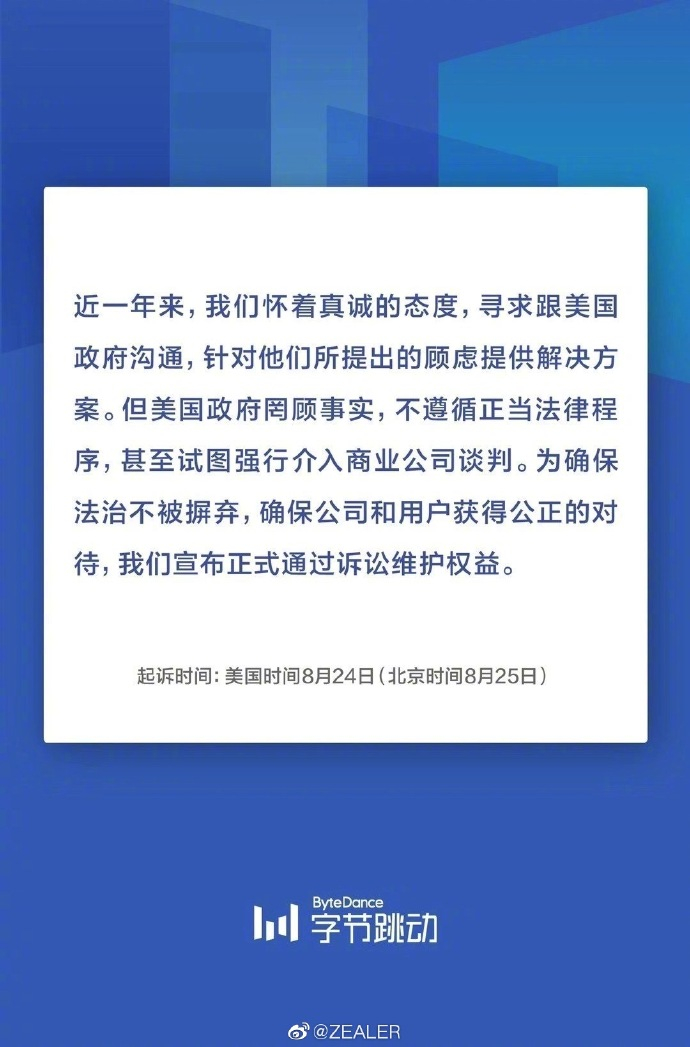 近一年来，我们怀着真诚的态度，寻求跟美国
政府沟通，针对他们所提出的顾虑提供解决方
案。但美国政府罔顾事实，不遵循正当法律程
序，甚至试图强行介入商业公司谈判。为确保
法治不被摒弃，确保公司和用户获得公正的对
待，我们宣布正式通过诉讼维护权益。
起诉时间：美国时间8月24日（北京时间8月25日）
ByteDance
字节跳动
@ZEALER